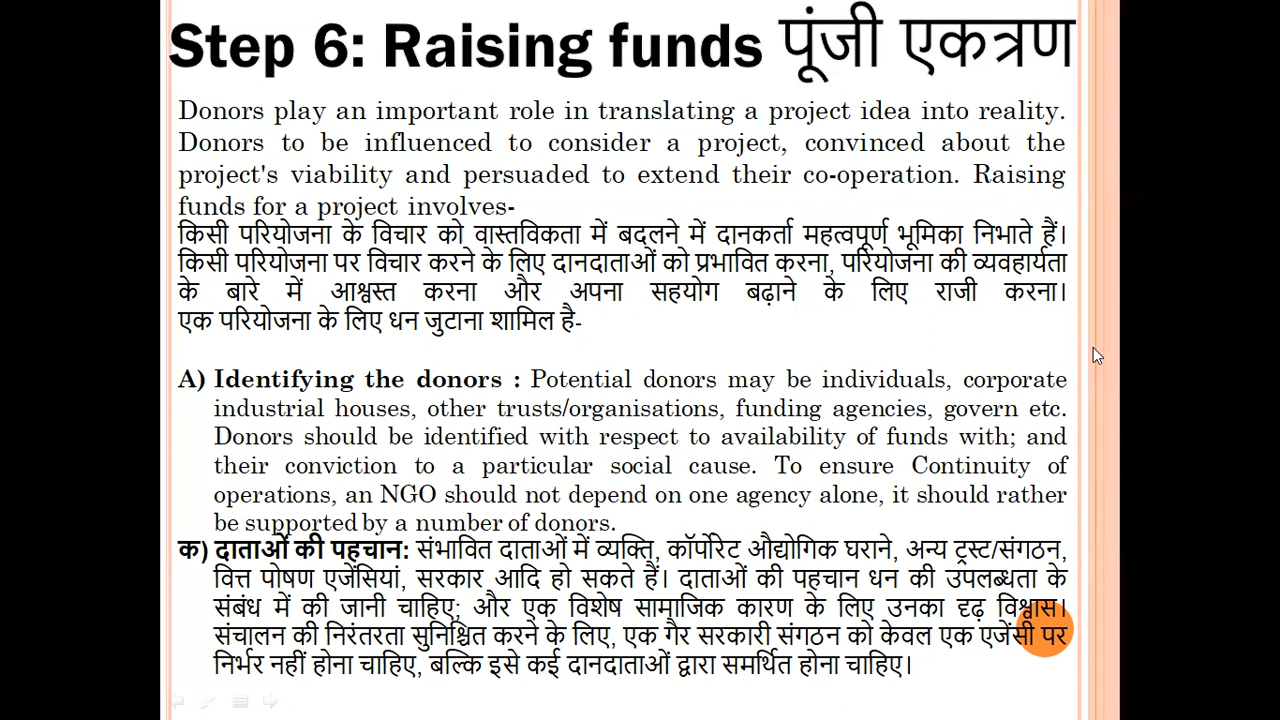 Step 6: Raising funds पूंजी एकत्रण
Donors play an important role in translating a project idea into reality.
Donors to be influenced to consider a project, convinced about the
project's viability and persuaded to extend their co-operation. Raising
funds for a project involves-
किसी परियोजना के विचार को वास्तविकता में बदलने में दानकर्ता महत्वपूर्ण भूमिका निभाते हैं।
किसी परियोजना पर विचार करने के लिए दानदाताओं को प्रभावित करना, परियोजना की व्यवहार्यता
के बारे में आश्वस्त करना और अपना सहयोग बढ़ाने के लिए राजी करना।
एक परियोजना के लिए धन जुटाना शामिल है-
A) Identifying the donors : Potential donors may be individuals, corporate
industrial houses, other trusts/organisations, funding agencies, govern etc.
Donors should be identified with respect to availability of funds with; and
their conviction to a particular social cause. To ensure Continuity of
operations, an NGO should not depend on one agency alone, it should rather
be supported by a number of donors.
क) दाताओं की पहचान: संभावित दाताओं में व्यक्ति, कॉर्पोरेट औद्योगिक घराने, अन्य ट्रस्ट/संगठन,
वित्त पोषण एजेंसियां, सरकार आदि हो सकते हैं। दाताओं की पहचान धन की उपलब्धता के
संबंध में की जानी चाहिए; और एक विशेष सामाजिक कारण के लिए उनका दृढ़ विश्वास।
संचालन की निरंतरता सुनिश्चित करने के लिए, एक गैर सरकारी संगठन को केवल एक एजेंसी पर
निर्भर नहीं होना चाहिए, बल्कि इसे कई दानदाताओं द्वारा समर्थित होना चाहिए।